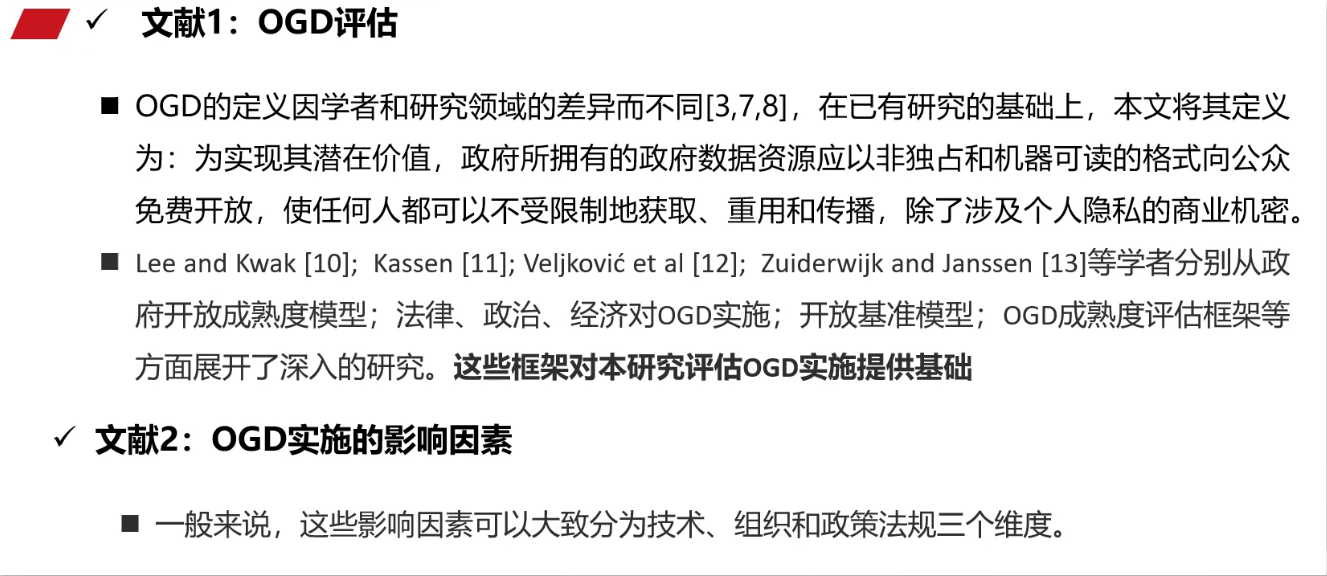 ✓ 文献1：OGD评估
■ OGD的定义因学者和研究领域的差异而不同[3,7,8]，在已有研究的基础上，本文将其定义
为：为实现其潜在价值，政府所拥有的政府数据资源应以非独占和机器可读的格式向公众
免费开放，使任何人都可以不受限制地获取、重用和传播，除了涉及个人隐私的商业机密。
■ Lee and Kwak [10]; Kassen [11]; Veljković et al [12]; Zuiderwijk and Janssen [13]等学者分别从政
府开放成熟度模型；法律、政治、经济对OGD实施；开放基准模型；OGD成熟度评估框架等
方面展开了深入的研究。这些框架对本研究评估OGD实施提供基础
✓ 文献2：OGD实施的影响因素
■ 一般来说，这些影响因素可以大致分为技术、组织和政策法规三个维度。